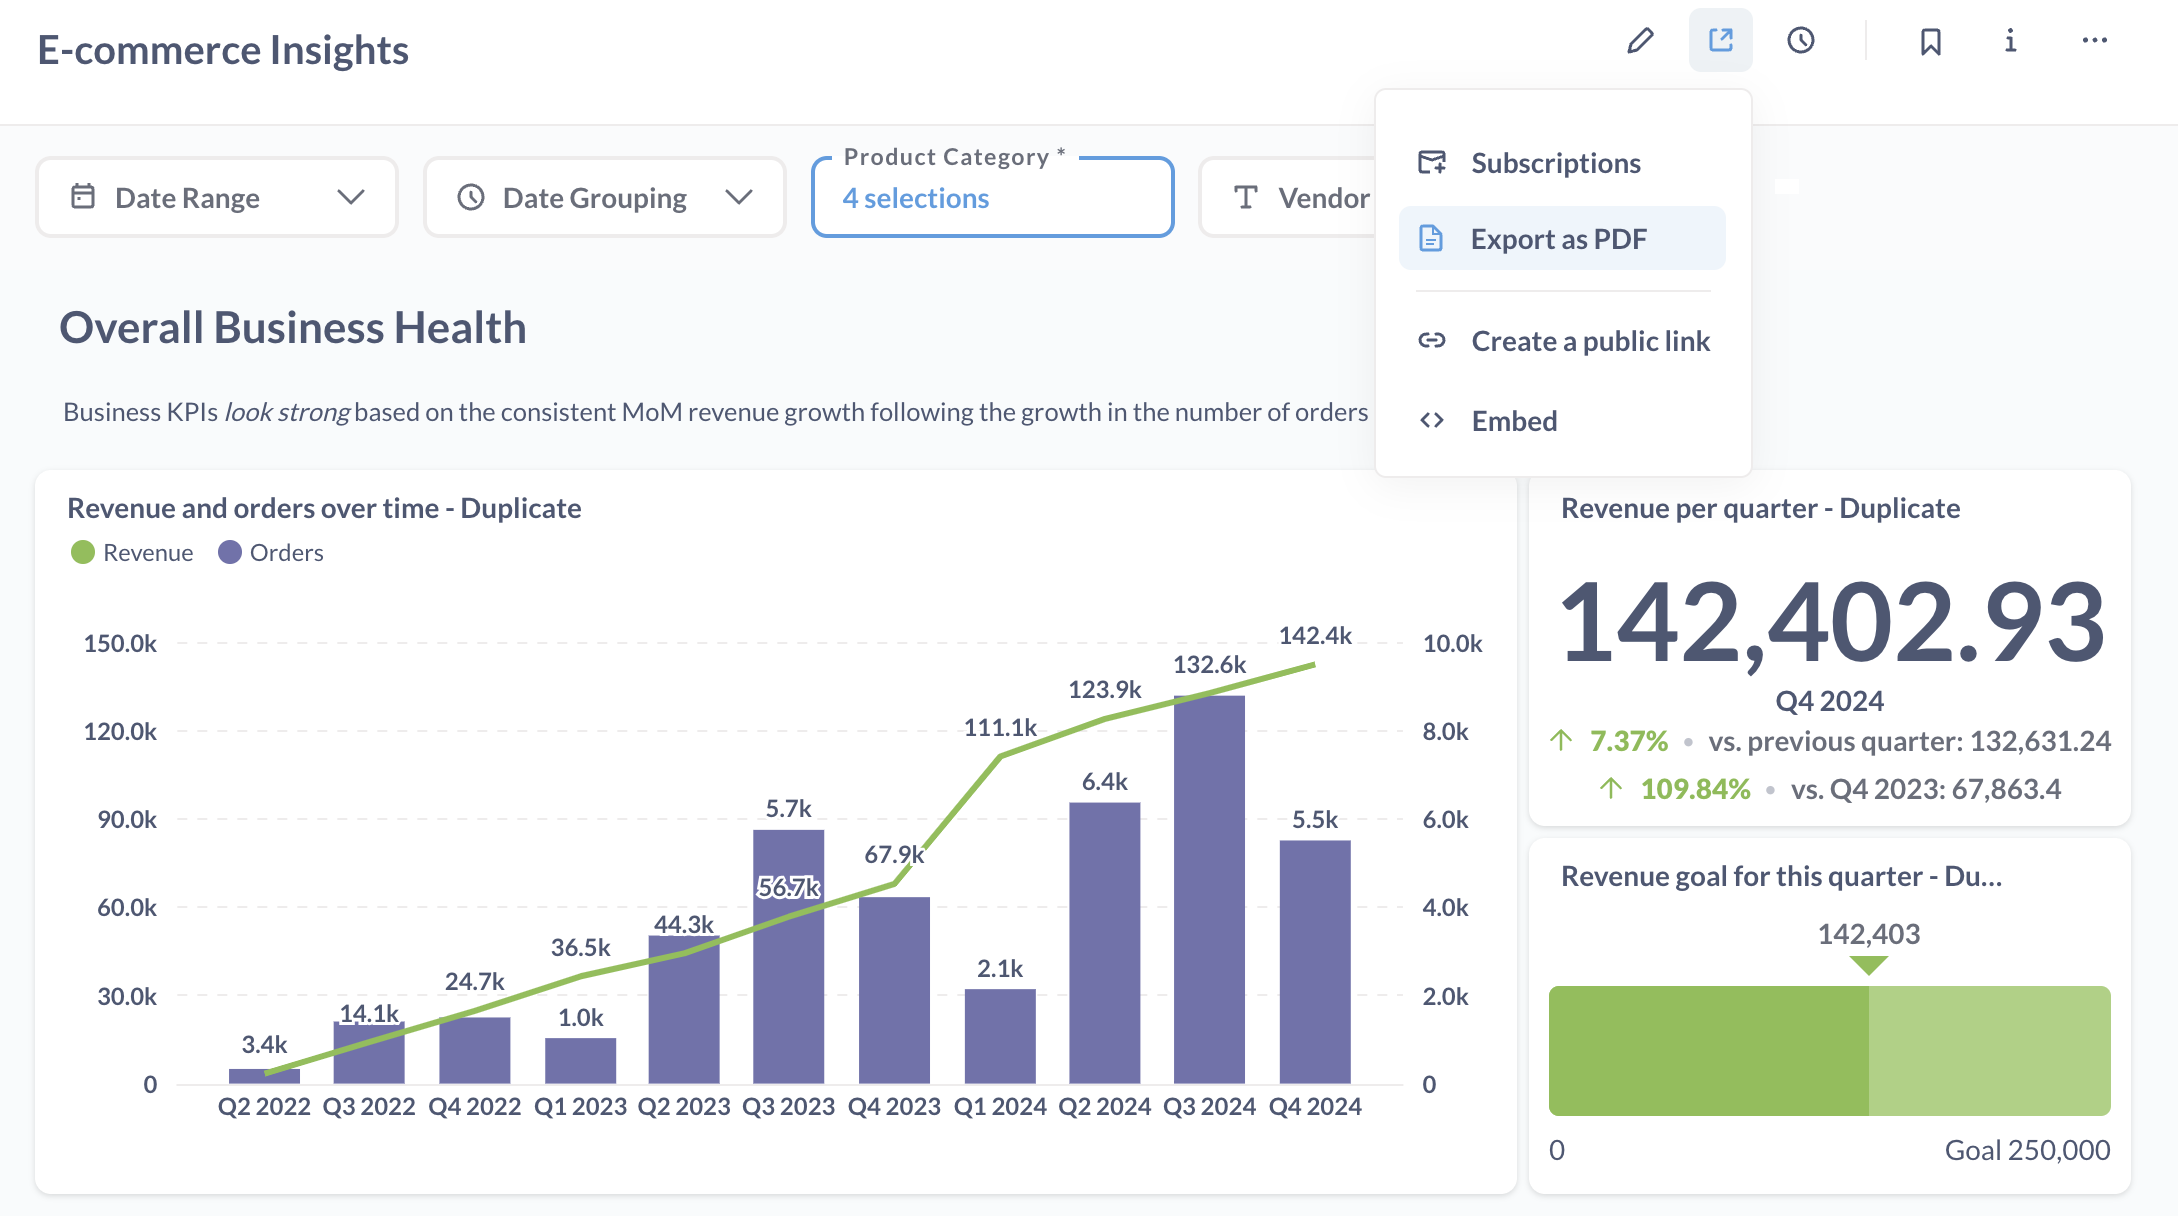 E-commerce Insights
Date Range
Date Grouping
Product Category *
4 selections
Vendor
Subscriptions
Export as PDF
Create a public link
Embed
Overall Business Health
Business KPIs look strong based on the consistent MoM revenue growth following the growth in the number of orders
Revenue and orders over time - Duplicate
Revenue Orders
150.0k
120.0k
90.0k
60.0k
30.0k
0
10.0k
8.0k
6.0k
4.0k
2.0k
0
3.4k
14.1k
24.7k
36.5k
44.3k
56.7k
67.9k
111.1k
123.9k
132.6k
142.4k
1.0k
5.7k
2.1k
6.4k
5.5k
Q2 2022 Q3 2022 Q4 2022 Q1 2023 Q2 2023 Q3 2023 Q4 2023 Q1 2024 Q2 2024 Q3 2024 Q4 2024
Revenue per quarter - Duplicate
142,402.93
Q4 2024
↑ 7.37% • vs. previous quarter: 132,631.24
↑ 109.84% • vs. Q4 2023: 67,863.4
Revenue goal for this quarter - Du...
142,403
0 Goal 250,000